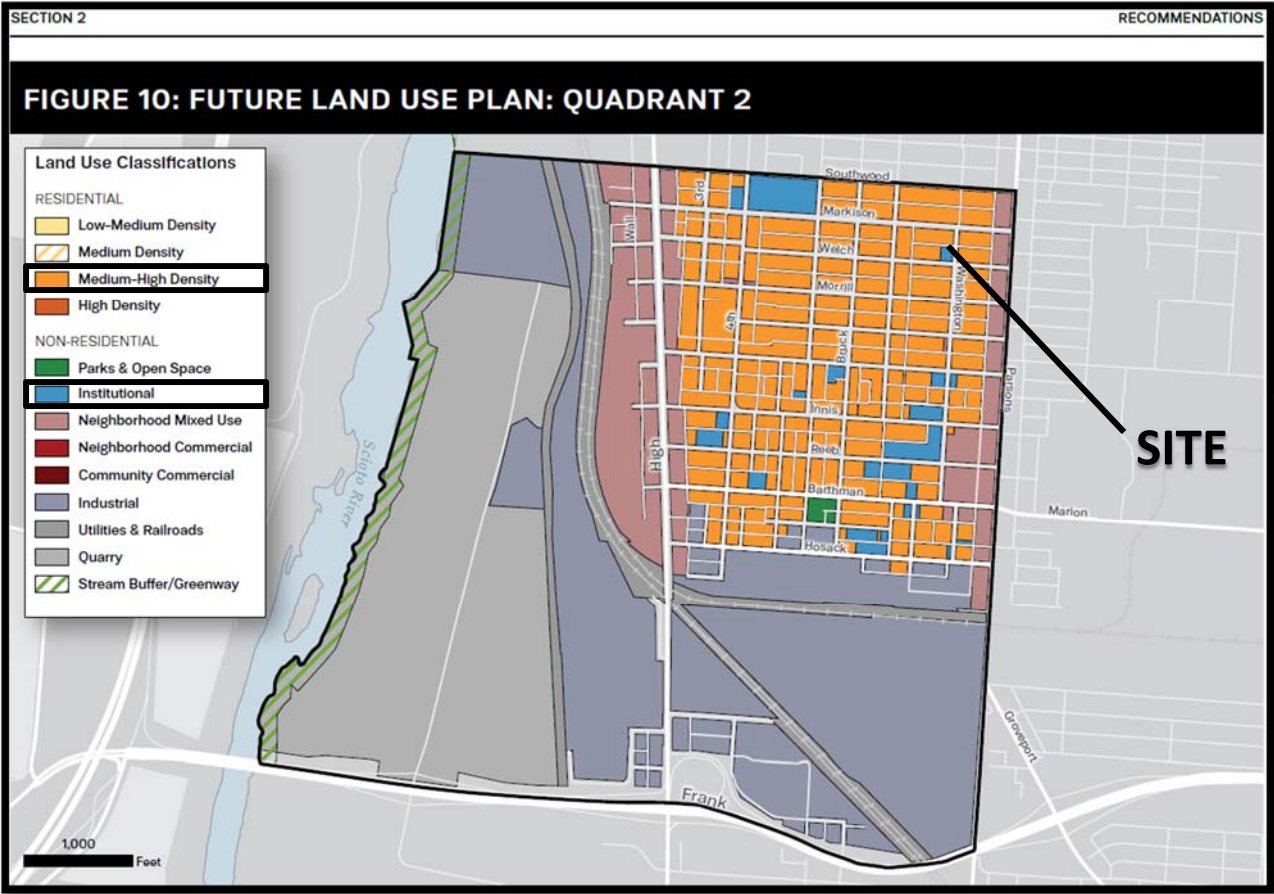 SECTION 2
RECOMMENDATIONS
FIGURE 10: FUTURE LAND USE PLAN: QUADRANT 2
Land Use Classifications
RESIDENTIAL
Low-Medium Density
Medium Density
Medium-High Density
High Density
NON-RESIDENTIAL
Parks & Open Space
Institutional
Neighborhood Mixed Use
Neighborhood Commercial
Community Commercial
Industrial
Utilities & Railroads
Quarry
Stream Buffer/Greenway
Southwood
3rd
Markison
Wall
Welch
Washington
Morrill
4th
Bruck
Parsons
Innis
High
Reeb
SITE
Scioto River
Barthman
Marion
Hosack
Groveport
Frank
1,000
Feet